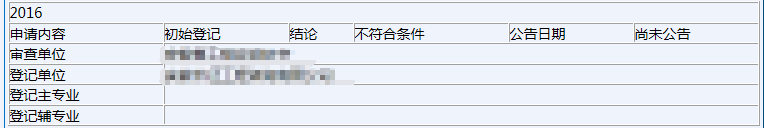 2016
申请内容 初始登记 结论 不符合条件 公告日期 尚未公告
审查单位
登记单位
登记主专业
登记辅专业